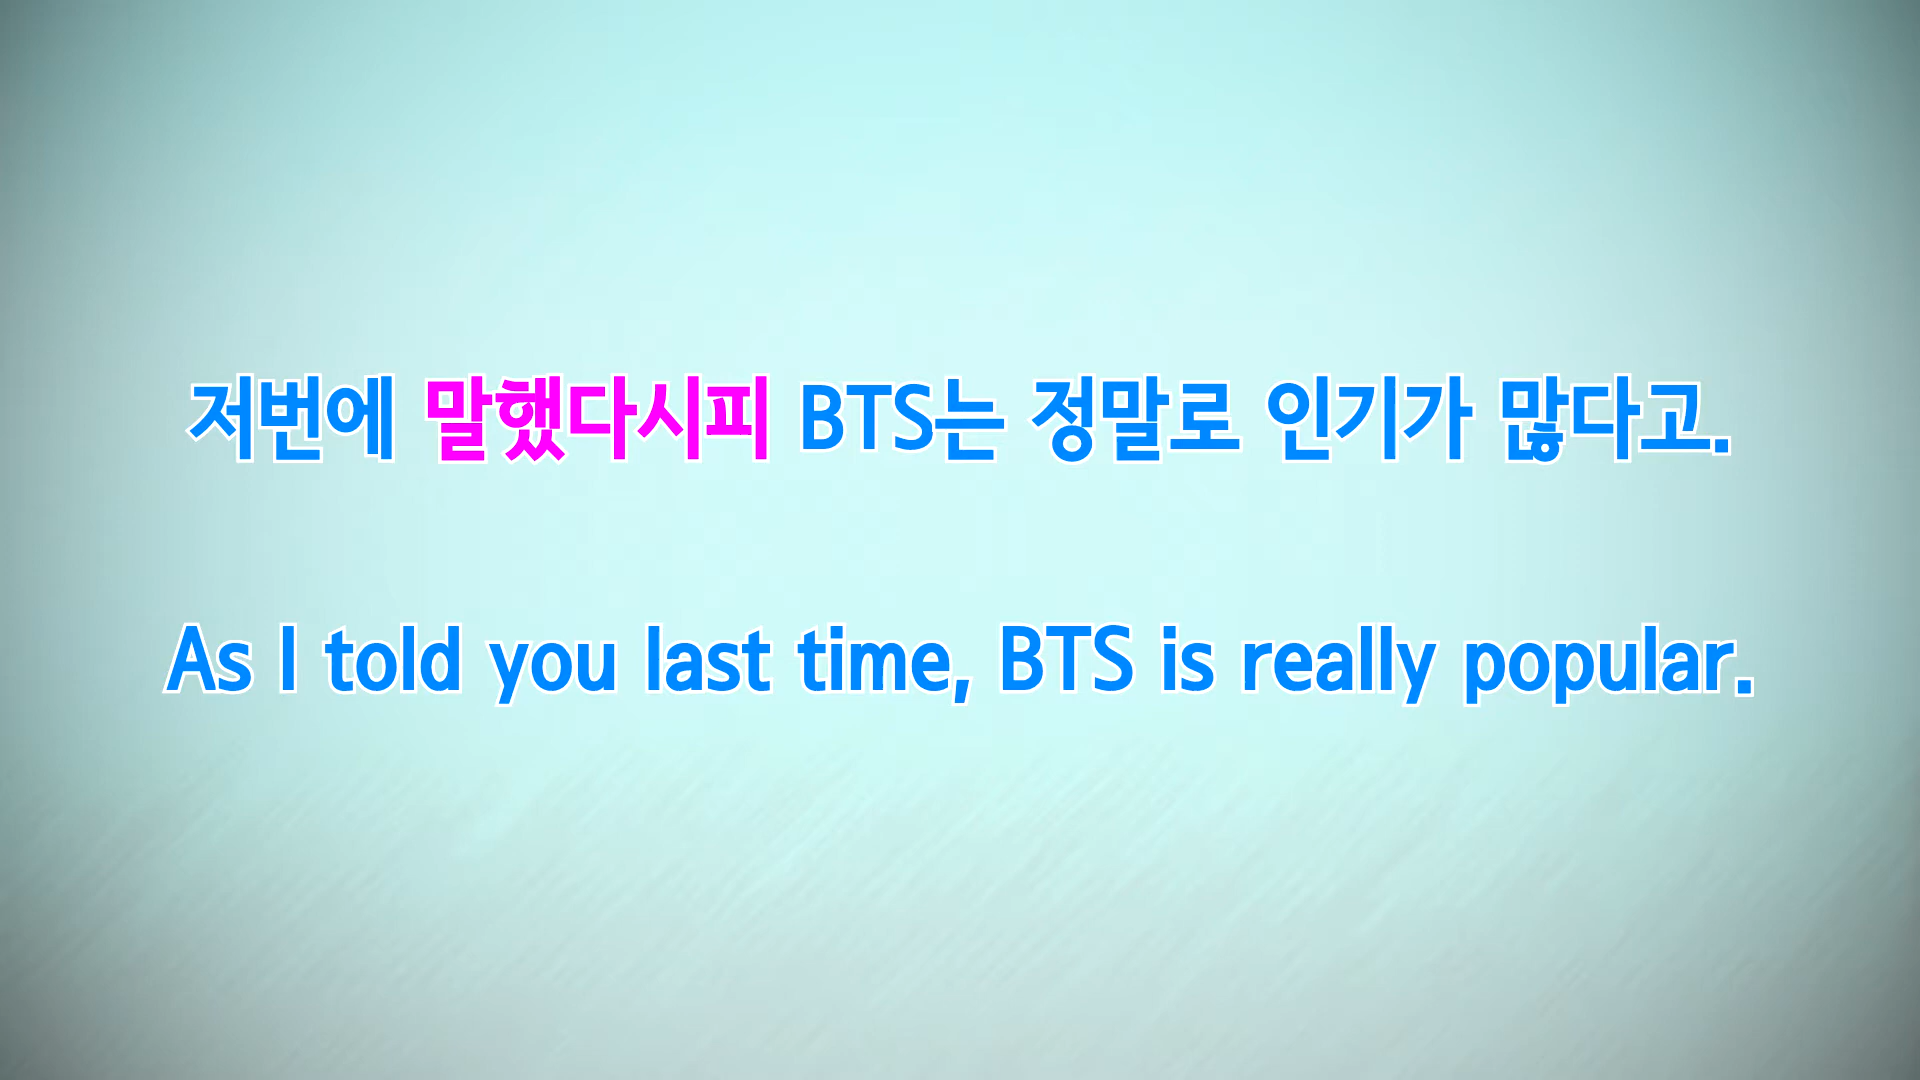 저번에 말했다시피 BTS는 정말로 인기가 많다고.
As I told you last time, BTS is really popular.